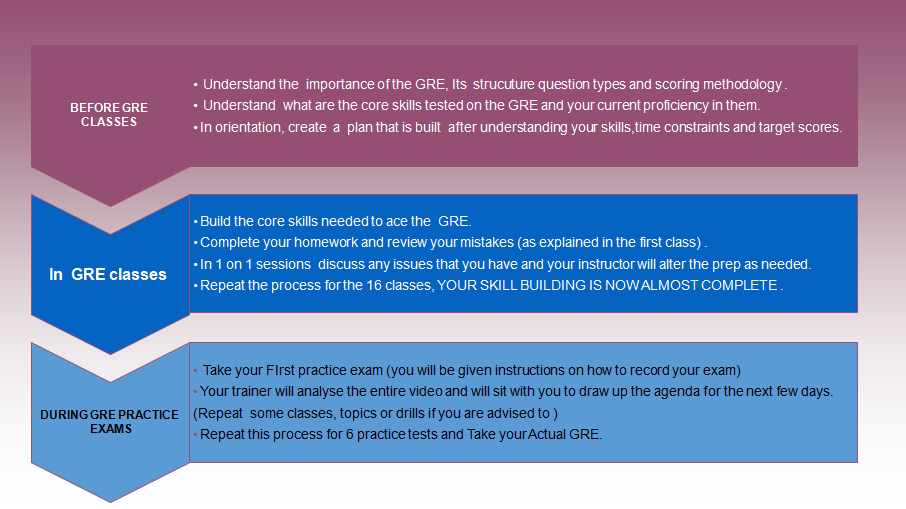 BEFORE GRE
CLASSES
• Understand the importance of the GRE, Its strucuture question types and scoring methodology .
• Understand what are the core skills tested on the GRE and your current proficiency in them.
• In orientation, create a plan that is built after understanding your skills,time constraints and target scores.
In GRE classes
• Build the core skills needed to ace the GRE.
• Complete your homework and review your mistakes (as explained in the first class) .
• In 1 on 1 sessions discuss any issues that you have and your instructor will alter the prep as needed.
• Repeat the process for the 16 classes, YOUR SKILL BUILDING IS NOW ALMOST COMPLETE .
DURING GRE PRACTICE
EXAMS
• Take your FIrst practice exam (you will be given instructions on how to record your exam)
• Your trainer will analyse the entire video and will sit with you to draw up the agenda for the next few days.
(Repeat some classes, topics or drills if you are advised to )
• Repeat this process for 6 practice tests and Take your Actual GRE.